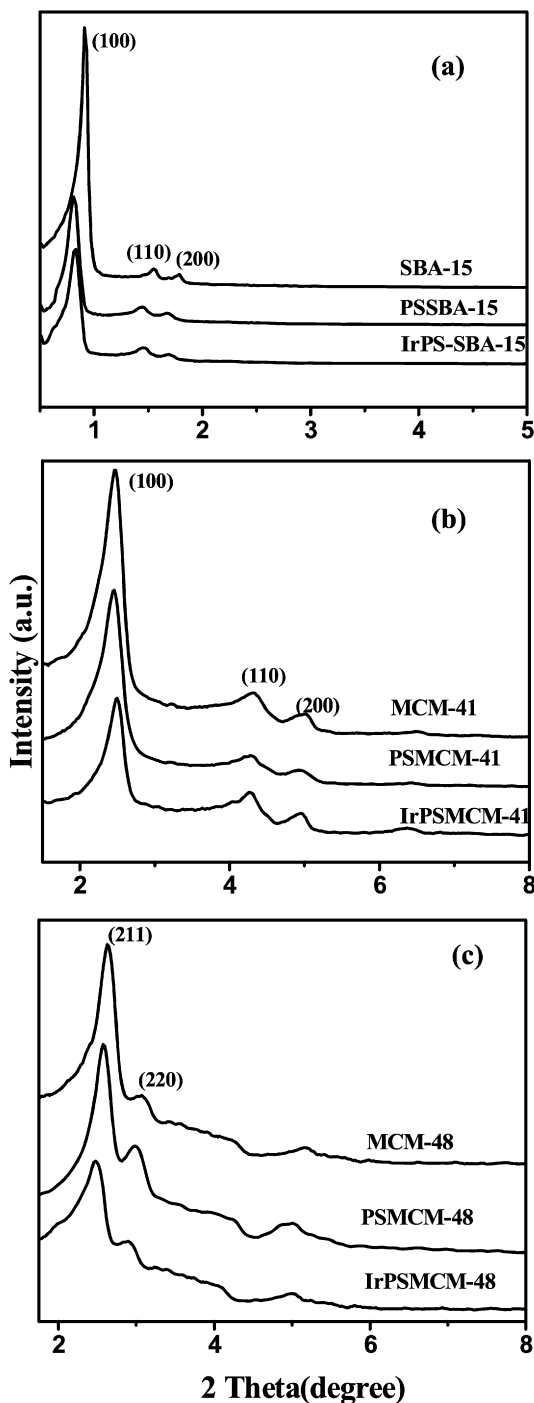 (100)
(a)
(110)
(200)
SBA-15
PSSBA-15
IrPS-SBA-15
1 2 3 4 5
(100)
(b)
(110)
(200)
MCM-41
PSMCM-41
IrPSMCM-41
2 4 6 8
Intensity (a.u.)
(211)
(c)
(220)
MCM-48
PSMCM-48
IrPSMCM-48
2 4 6 8
2 Theta(degree)